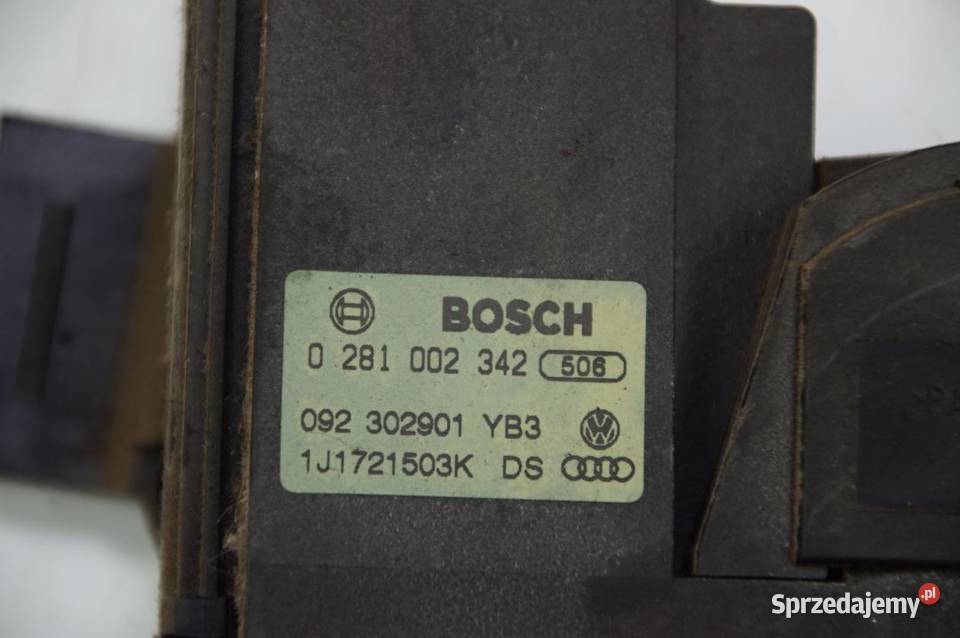 BOSCH
0 281 002 342 506
092 302901 YB3
1J1721503K DS
Sprzedajemy.pl